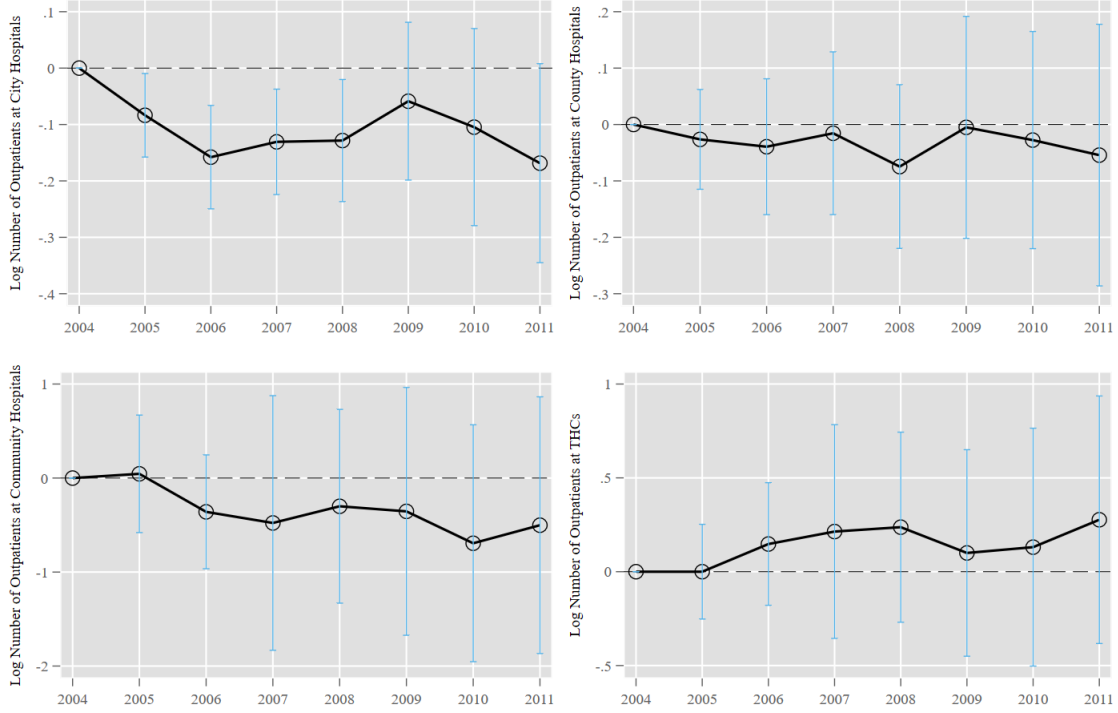 Log Number of Outpatients at City Hospitals
.1
0
-.1
-.2
-.3
-.4
2004 2005 2006 2007 2008 2009 2010 2011
Log Number of Outpatients at County Hospitals
.2
.1
0
-.1
-.2
-.3
2004 2005 2006 2007 2008 2009 2010 2011
Log Number of Outpatients at Community Hospitals
1
0
-1
-2
2004 2005 2006 2007 2008 2009 2010 2011
Log Number of Outpatients at THCs
1
.5
0
-.5
2004 2005 2006 2007 2008 2009 2010 2011